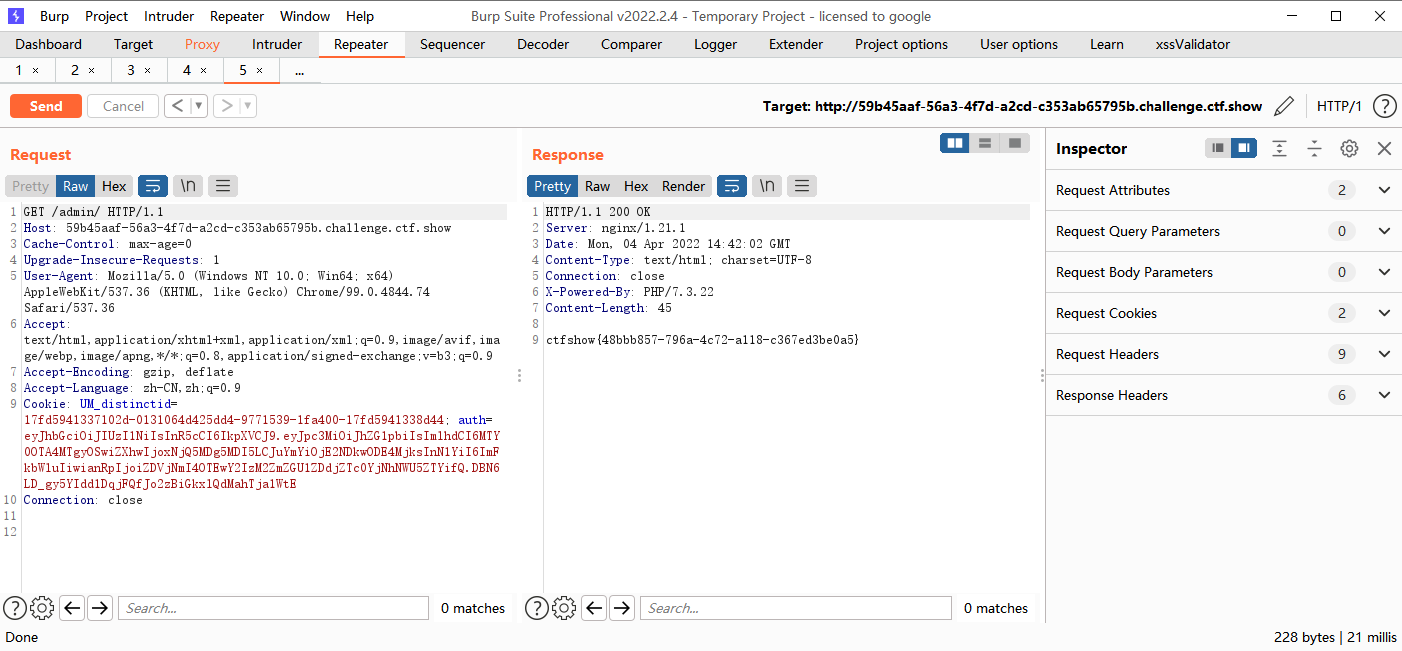 Burp Project Intruder Repeater Window Help Burp Suite Professional v2022.2.4 - Temporary Project - licensed to google
Dashboard Target Proxy Intruder Repeater Sequencer Decoder Comparer Logger Extender Project options User options Learn xssValidator
1 × 2 × 3 × 4 × 5 × ...
Send Cancel < > Target: http://59b45aaf-56a3-4f7d-a2cd-c353ab65795b.challenge.ctf.show HTTP/1 ?
Request
Pretty Raw Hex \n
1 GET /admin/ HTTP/1.1
2 Host: 59b45aaf-56a3-4f7d-a2cd-c353ab65795b.challenge.ctf.show
3 Cache-Control: max-age=0
4 Upgrade-Insecure-Requests: 1
5 User-Agent: Mozilla/5.0 (Windows NT 10.0; Win64; x64)
AppleWebKit/537.36 (KHTML, like Gecko) Chrome/99.0.4844.74
Safari/537.36
6 Accept:
text/html,application/xhtml+xml,application/xml;q=0.9,image/avif,ima
ge/webp,image/apng,*/*;q=0.8,application/signed-exchange;v=b3;q=0.9
7 Accept-Encoding: gzip, deflate
8 Accept-Language: zh-CN,zh;q=0.9
9 Cookie: UM_distinctid=
17fd5941337102d-0131064d425dd4-9771539-1fa400-17fd5941338d44; auth=
eyJhbGciOiJIUzI1NiIsInR5cCI6IkpXVCJ9.eyJpc3MiOiJhZG1pbiIsImlhdCI6MTY
0OTA4MTgyOSwiZXhwIjoxNjQ5MDg5MDI5LCJuYmYiOjE2NDkwODE4MjksInN1YiI6ImF
kbWluIiwianRpIjoiZDVjNmI4OTEwY2IzM2ZmZGU1ZDdjZTc0YjNhNWU5ZTYifQ.DBN6
LD_gy5YIdd1DqjFQfJo2zBiGkx1QdMahTja1WtE
10 Connection: close
11
12
? Search... 0 matches
Response
Pretty Raw Hex Render \n
1 HTTP/1.1 200 OK
2 Server: nginx/1.21.1
3 Date: Mon, 04 Apr 2022 14:42:02 GMT
4 Content-Type: text/html; charset=UTF-8
5 Connection: close
6 X-Powered-By: PHP/7.3.22
7 Content-Length: 45
8
9 ctfshow{48bbb857-796a-4c72-a118-c367ed3be0a5}
? Search... 0 matches
Inspector
Request Attributes 2
Request Query Parameters 0
Request Body Parameters 0
Request Cookies 2
Request Headers 9
Response Headers 6
Done 228 bytes | 21 millis